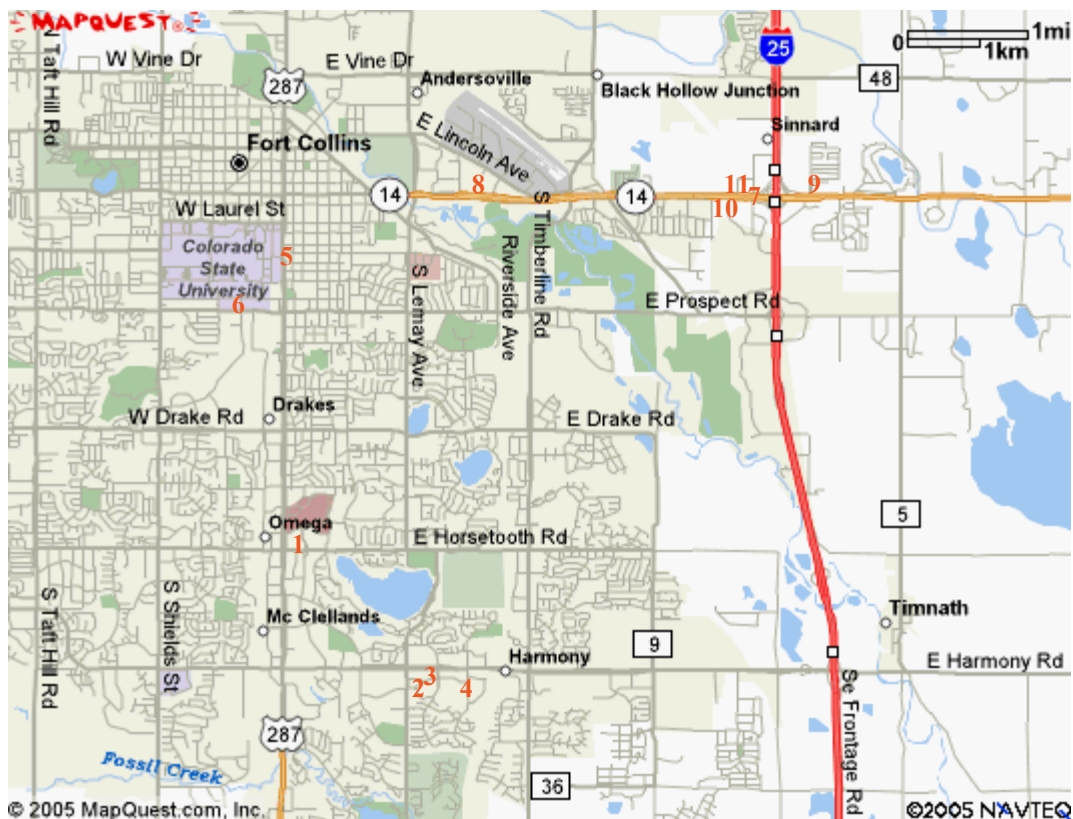 MAPQUEST®
N Taft Hill Rd
W Vine Dr
E Vine Dr
287
25
0 1mi
1km
48
Andersoville
Black Hollow Junction
Sinnard
Fort Collins
E Lincoln Ave
14
8
14
11
7
9
10
W Laurel St
S Timberline Rd
Colorado
State
University
5
6
S Lemay Ave
Riverside Ave
E Prospect Rd
Drakes
W Drake Rd
E Drake Rd
Omega
1
E Horsetooth Rd
5
S Taft Hill Rd
S Shields St
Mc Clellands
Timnath
9
Harmony
E Harmony Rd
2
3
4
Se Frontage Rd
287
Fossil Creek
36
© 2005 MapQuest.com, Inc.
©2005 NAVTEQ